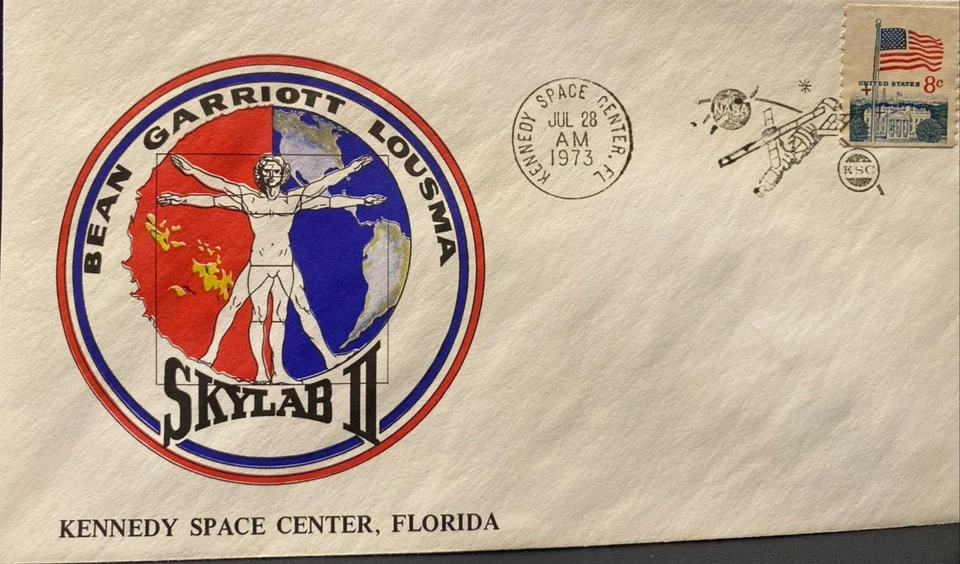 BEAN GARRIOTT LOUSMA
SKYLAB II
KENNEDY SPACE CENTER, FLORIDA
KENNEDY SPACE CENTER, FL
JUL 28
AM
1973
NASA
KSC
UNITED STATES 8c